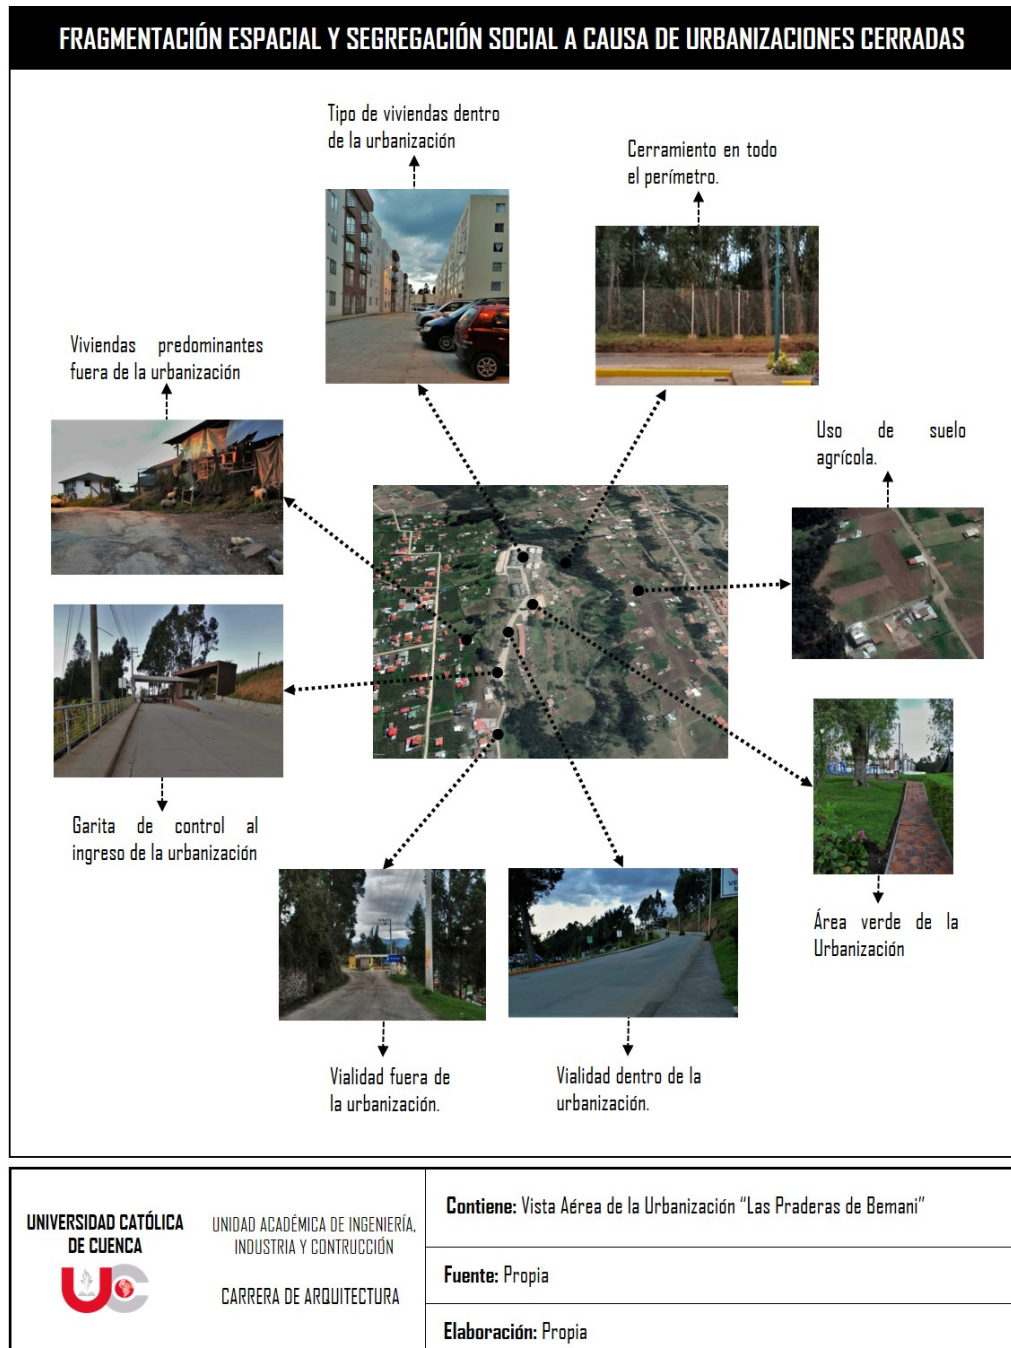 FRAGMENTACIÓN ESPACIAL Y SEGREGACIÓN SOCIAL A CAUSA DE URBANIZACIONES CERRADAS
Tipo de viviendas dentro
de la urbanización
Cerramiento en todo
el perímetro.
Viviendas predominantes
fuera de la urbanización
Uso de suelo
agrícola.
Garita de control al
ingreso de la urbanización
Área verde de la
Urbanización
Vialidad fuera de
la urbanización.
Vialidad dentro de la
urbanización.
UNIVERSIDAD CATÓLICA
DE CUENCA
UC
UNIDAD ACADÉMICA DE INGENIERÍA,
INDUSTRIA Y CONTRUCCIÓN
CARRERA DE ARQUITECTURA
Contiene: Vista Aérea de la Urbanización “Las Praderas de Bemani”
Fuente: Propia
Elaboración: Propia